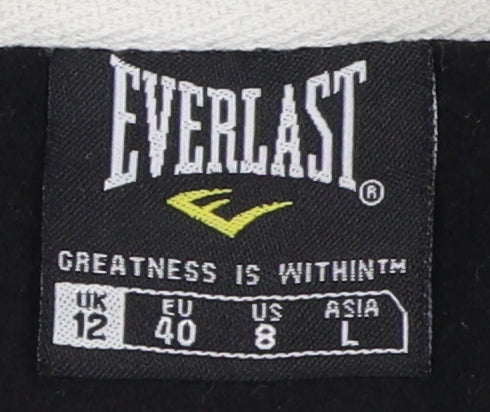 EVERLAST®
GREATNESS IS WITHIN™
UK EU US ASIA
12 40 8 L